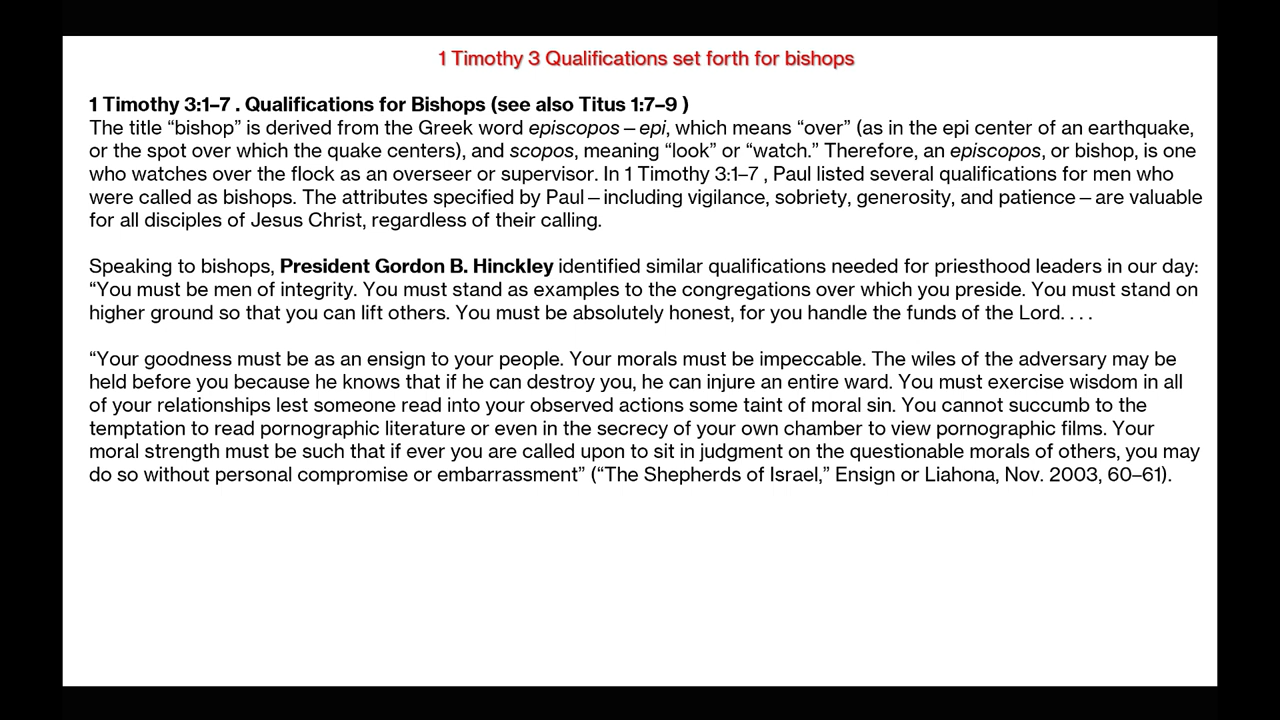 1 Timothy 3 Qualifications set forth for bishops
1 Timothy 3:1–7 . Qualifications for Bishops (see also Titus 1:7–9 )
The title “bishop” is derived from the Greek word episcopos – epi, which means “over” (as in the epi center of an earthquake,
or the spot over which the quake centers), and scopos, meaning “look” or “watch.” Therefore, an episcopos, or bishop, is one
who watches over the flock as an overseer or supervisor. In 1 Timothy 3:1–7 , Paul listed several qualifications for men who
were called as bishops. The attributes specified by Paul – including vigilance, sobriety, generosity, and patience – are valuable
for all disciples of Jesus Christ, regardless of their calling.
Speaking to bishops, President Gordon B. Hinckley identified similar qualifications needed for priesthood leaders in our day:
“You must be men of integrity. You must stand as examples to the congregations over which you preside. You must stand on
higher ground so that you can lift others. You must be absolutely honest, for you handle the funds of the Lord. . . .
“Your goodness must be as an ensign to your people. Your morals must be impeccable. The wiles of the adversary may be
held before you because he knows that if he can destroy you, he can injure an entire ward. You must exercise wisdom in all
of your relationships lest someone read into your observed actions some taint of moral sin. You cannot succumb to the
temptation to read pornographic literature or even in the secrecy of your own chamber to view pornographic films. Your
moral strength must be such that if ever you are called upon to sit in judgment on the questionable morals of others, you may
do so without personal compromise or embarrassment” (“The Shepherds of Israel,” Ensign or Liahona, Nov. 2003, 60–61).